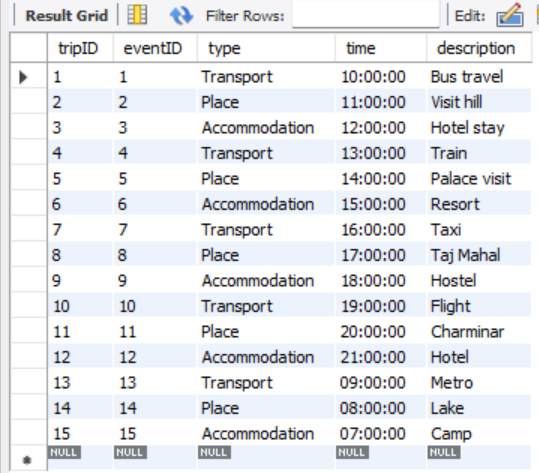 Result Grid Filter Rows: Edit:
tripID eventID type time description
1 1 Transport 10:00:00 Bus travel
2 2 Place 11:00:00 Visit hill
3 3 Accommodation 12:00:00 Hotel stay
4 4 Transport 13:00:00 Train
5 5 Place 14:00:00 Palace visit
6 6 Accommodation 15:00:00 Resort
7 7 Transport 16:00:00 Taxi
8 8 Place 17:00:00 Taj Mahal
9 9 Accommodation 18:00:00 Hostel
10 10 Transport 19:00:00 Flight
11 11 Place 20:00:00 Charminar
12 12 Accommodation 21:00:00 Hotel
13 13 Transport 09:00:00 Metro
14 14 Place 08:00:00 Lake
15 15 Accommodation 07:00:00 Camp
NULL NULL NULL NULL NULL